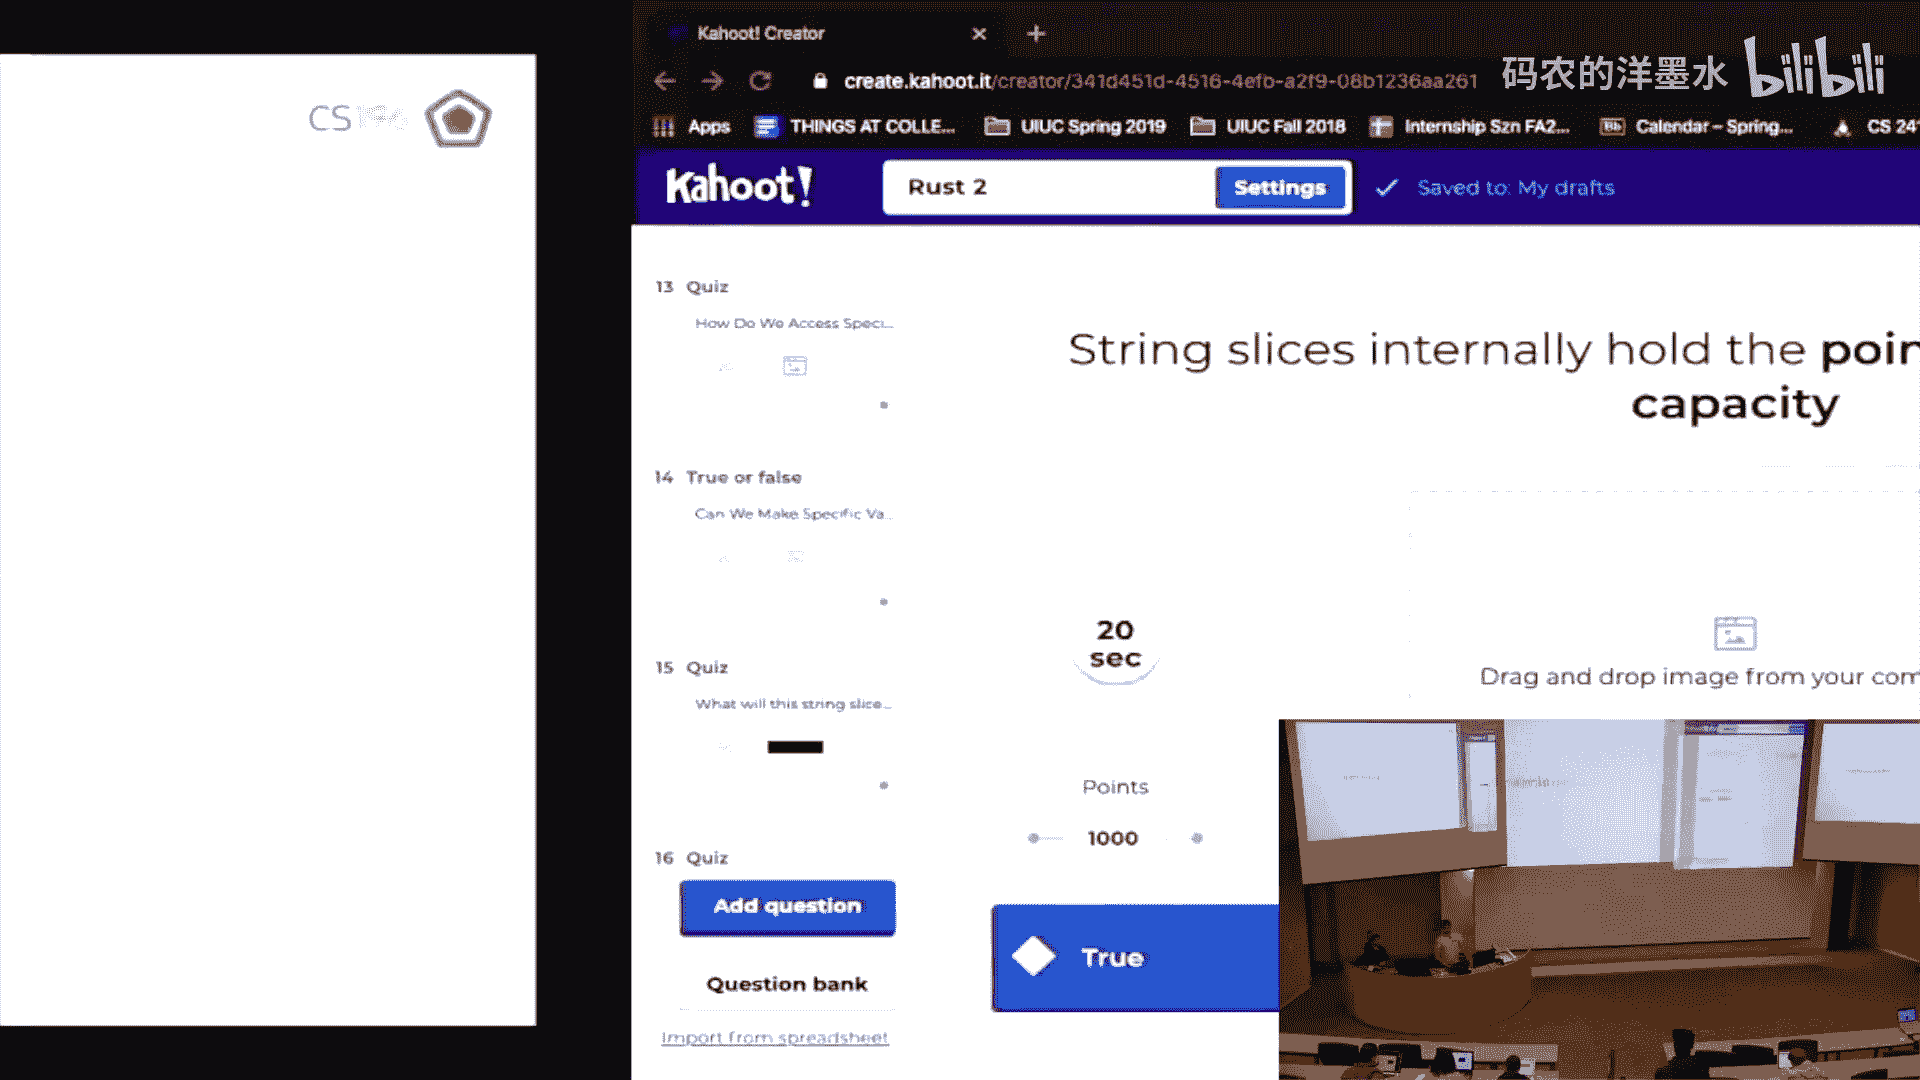 CS196
Kahoot! Creator
create.kahoot.it/creator/341d451d-4516-4efb-a2f9-08b1236aa261
码农的洋墨水 bilibili
Apps
THINGS AT COLLE...
UIUC Spring 2019
UIUC Fall 2018
Internship Szn FA2...
Calendar – Spring...
CS 241
Kahoot!
Rust 2
Settings
Saved to: My drafts
13 Quiz
How Do We Access Speci...
String slices internally hold the poin
capacity
14 True or false
Can We Make Specific Va...
20
sec
15 Quiz
What will this string slice...
Drag and drop image from your com
Points
1000
16 Quiz
Add question
True
Question bank
Import from spreadsheet